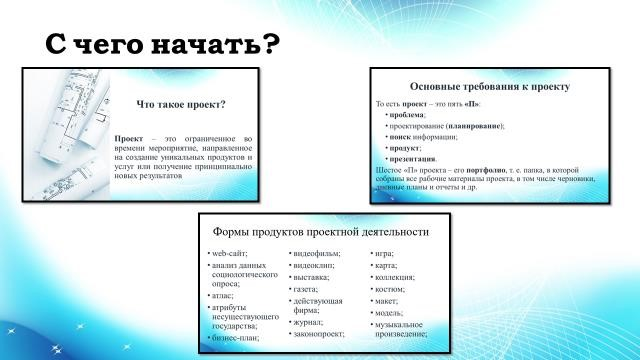 С чего начать?
Что такое проект?
Проект – это ограниченное во
времени мероприятие, направленное
на создание уникальных продуктов и
услуг или получение принципиально
новых результатов
Основные требования к проекту
То есть проект – это пять «П»:
• проблема;
• проектирование (планирование);
• поиск информации;
• продукт;
• презентация.
Шестое «П» проекта – его портфолио, т. е. папка, в которой
собраны все рабочие материалы проекта, в том числе черновики,
дневные планы и отчеты и др.
Формы продуктов проектной деятельности
• web-сайт;
• анализ данных
социологического
опроса;
• атлас;
• атрибуты
несуществующего
государства;
• бизнес-план;
• видеофильм;
• видеоклип;
• выставка;
• газета;
• действующая
фирма;
• журнал;
• законопроект;
• игра;
• карта;
• коллекция;
• костюм;
• макет;
• модель;
• музыкальное
произведение;